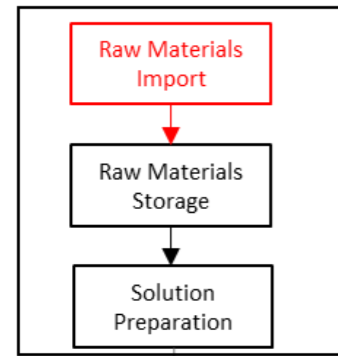 Raw Materials
Import
Raw Materials
Storage
Solution
Preparation